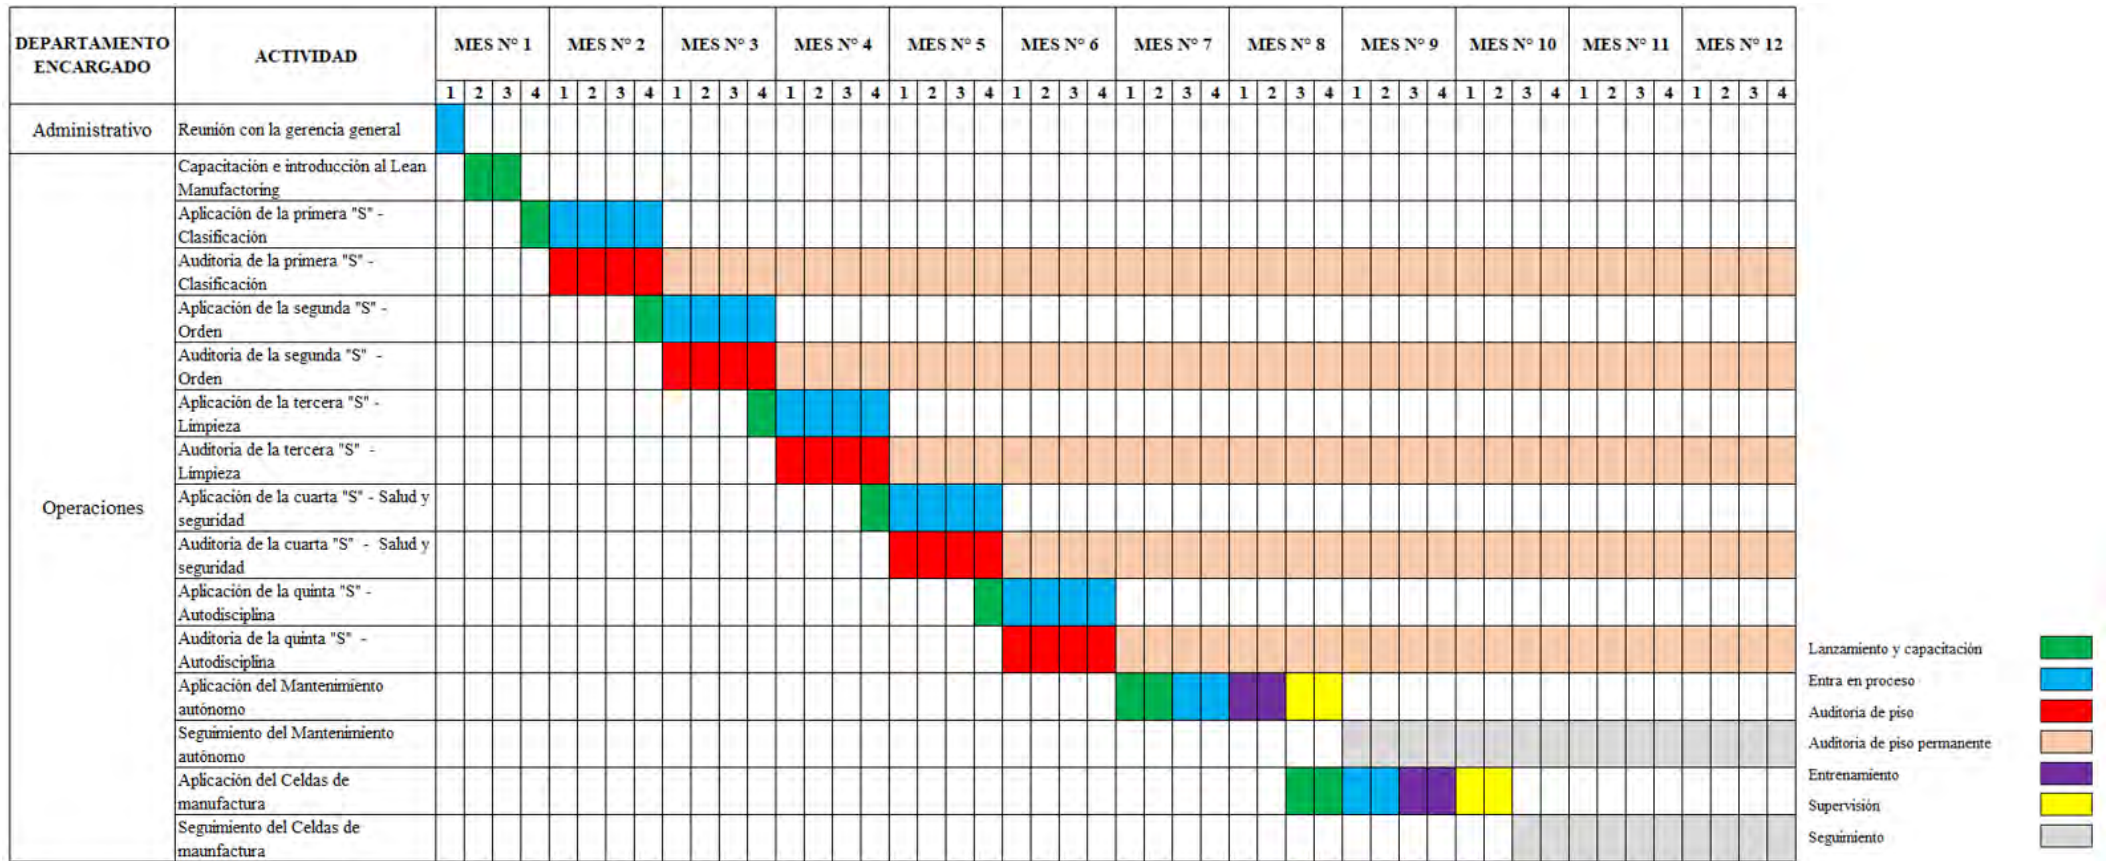 DEPARTAMENTO
ENCARGADO
ACTIVIDAD
MES N° 1 MES N° 2 MES N° 3 MES N° 4 MES N° 5 MES N° 6 MES N° 7 MES N° 8 MES N° 9 MES N° 10 MES N° 11 MES N° 12
1 2 3 4 1 2 3 4 1 2 3 4 1 2 3 4 1 2 3 4 1 2 3 4 1 2 3 4 1 2 3 4 1 2 3 4 1 2 3 4 1 2 3 4 1 2 3 4
Administrativo
Reunión con la gerencia general
Operaciones
Capacitación e introducción al Lean
Manufactoring
Aplicación de la primera "S" -
Clasificación
Auditoria de la primera "S" -
Clasificación
Aplicación de la segunda "S" -
Orden
Auditoria de la segunda "S" -
Orden
Aplicación de la tercera "S" -
Limpieza
Auditoria de la tercera "S" -
Limpieza
Aplicación de la cuarta "S" - Salud y
seguridad
Auditoria de la cuarta "S" - Salud y
seguridad
Aplicación de la quinta "S" -
Autodisciplina
Auditoria de la quinta "S" -
Autodisciplina
Aplicación del Mantenimiento
autónomo
Seguimiento del Mantenimiento
autónomo
Aplicación del Celdas de
manufactura
Seguimiento del Celdas de
maunfactura
Lanzamiento y capacitación
Entra en proceso
Auditoria de piso
Auditoria de piso permanente
Entrenamiento
Supervisión
Seguimiento